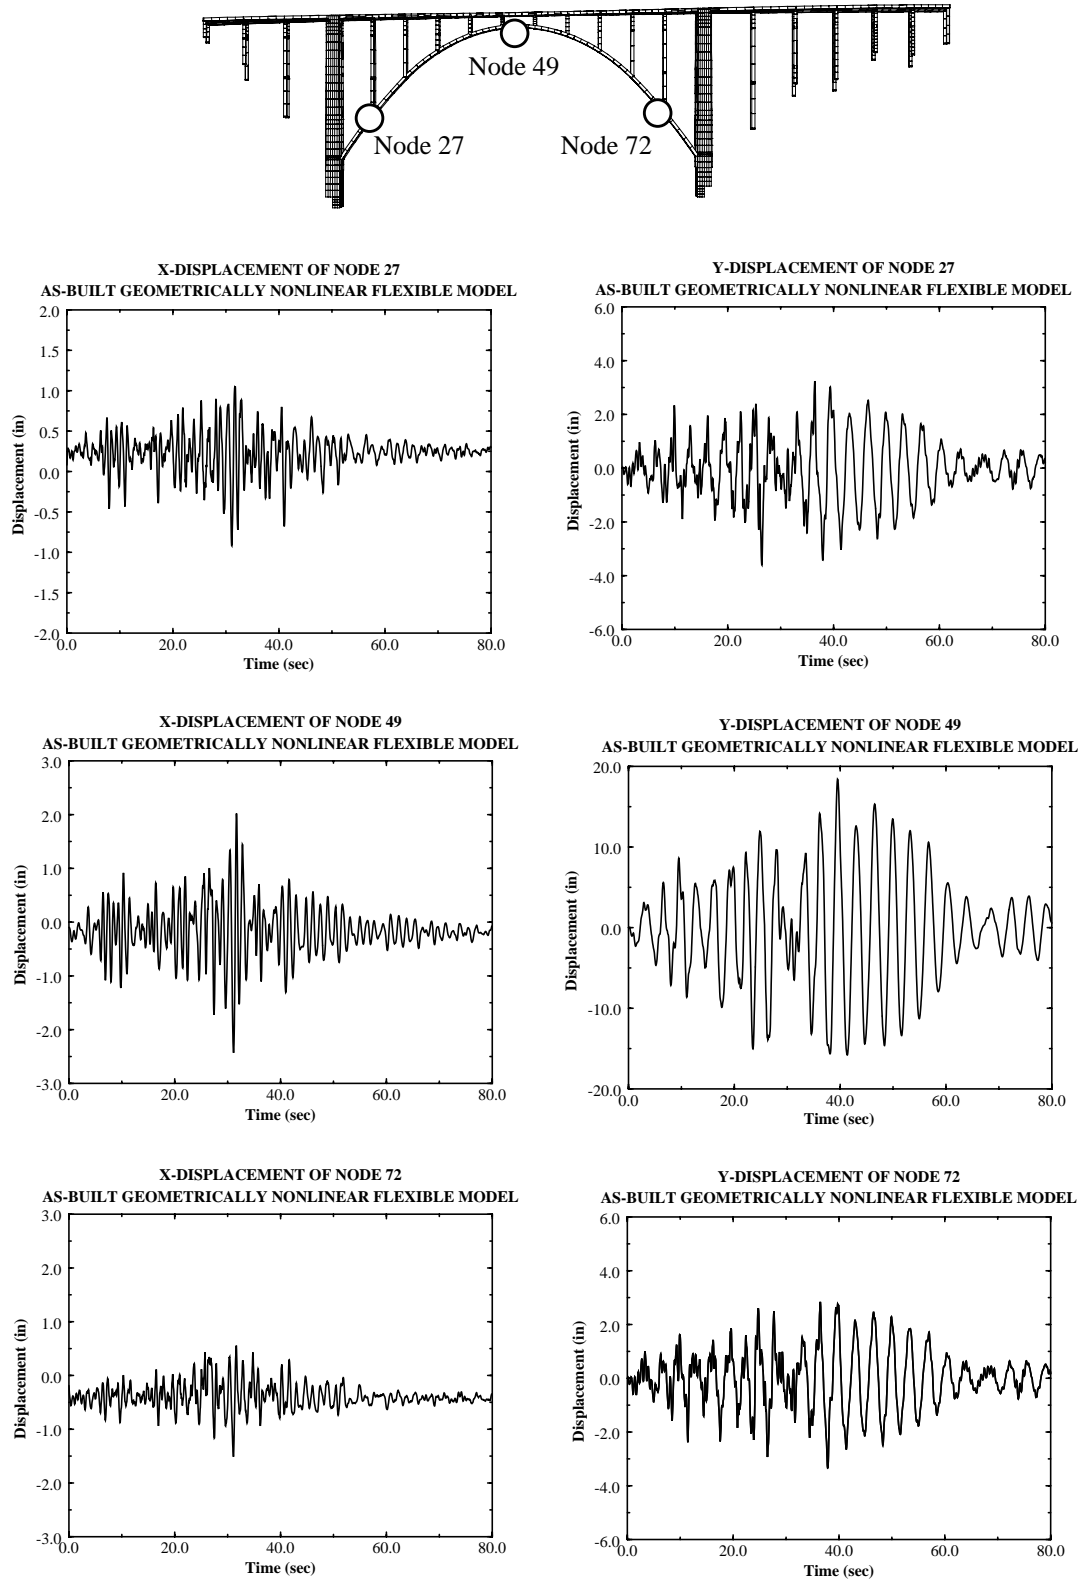 Node 49
Node 27
Node 72
X-DISPLACEMENT OF NODE 27
AS-BUILT GEOMETRICALLY NONLINEAR FLEXIBLE MODEL
2.0
1.5
1.0
0.5
0.0
-0.5
-1.0
-1.5
-2.0
Displacement (in)
0.0 20.0 40.0 60.0 80.0
Time (sec)
Y-DISPLACEMENT OF NODE 27
AS-BUILT GEOMETRICALLY NONLINEAR FLEXIBLE MODEL
6.0
4.0
2.0
0.0
-2.0
-4.0
-6.0
Displacement (in)
0.0 20.0 40.0 60.0 80.0
Time (sec)
X-DISPLACEMENT OF NODE 49
AS-BUILT GEOMETRICALLY NONLINEAR FLEXIBLE MODEL
3.0
2.0
1.0
0.0
-1.0
-2.0
-3.0
Displacement (in)
0.0 20.0 40.0 60.0 80.0
Time (sec)
Y-DISPLACEMENT OF NODE 49
AS-BUILT GEOMETRICALLY NONLINEAR FLEXIBLE MODEL
20.0
10.0
0.0
-10.0
-20.0
Displacement (in)
0.0 20.0 40.0 60.0 80.0
Time (sec)
X-DISPLACEMENT OF NODE 72
AS-BUILT GEOMETRICALLY NONLINEAR FLEXIBLE MODEL
3.0
2.0
1.0
0.0
-1.0
-2.0
-3.0
Displacement (in)
0.0 20.0 40.0 60.0 80.0
Time (sec)
Y-DISPLACEMENT OF NODE 72
AS-BUILT GEOMETRICALLY NONLINEAR FLEXIBLE MODEL
6.0
4.0
2.0
0.0
-2.0
-4.0
-6.0
Displacement (in)
0.0 20.0 40.0 60.0 80.0
Time (sec)